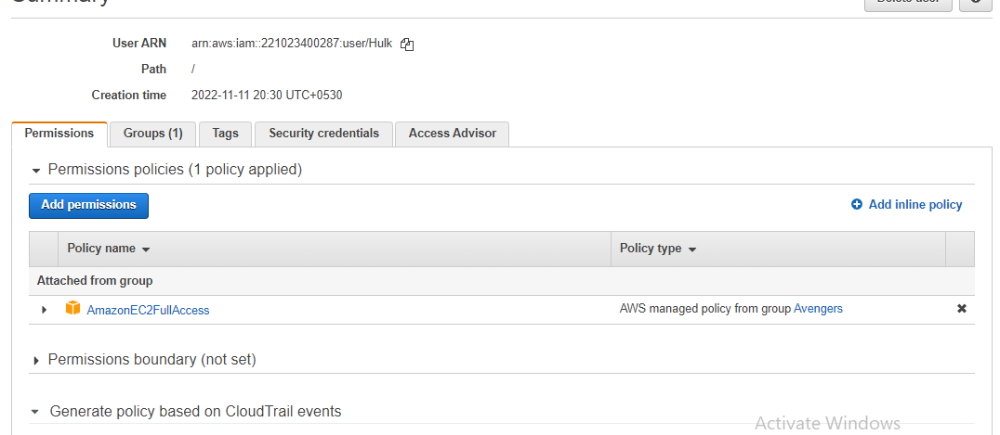 Summary
Delete user
User ARN arn:aws:iam::221023400287:user/Hulk
Path /
Creation time 2022-11-11 20:30 UTC+0530
Permissions Groups (1) Tags Security credentials Access Advisor
Permissions policies (1 policy applied)
Add permissions Add inline policy
Policy name Policy type
Attached from group
AmazonEC2FullAccess AWS managed policy from group Avengers
Permissions boundary (not set)
Generate policy based on CloudTrail events
Activate Windows